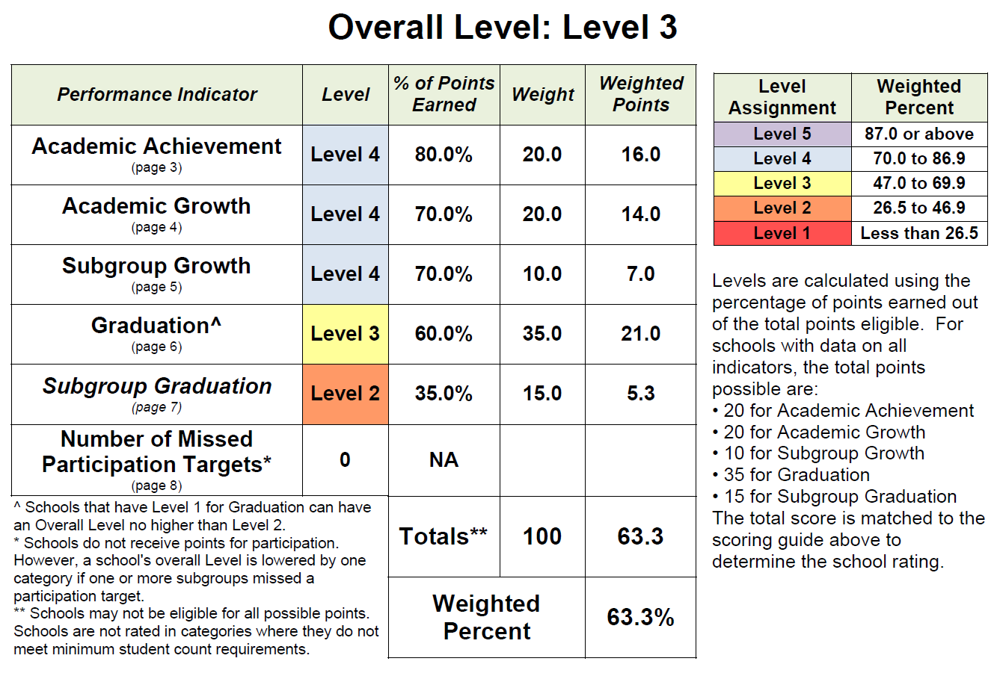 Overall Level: Level 3
Performance Indicator
Level
% of Points
Earned
Weight
Weighted
Points
Academic Achievement
(page 3)
Level 4
80.0%
20.0
16.0
Academic Growth
(page 4)
Level 4
70.0%
20.0
14.0
Subgroup Growth
(page 5)
Level 4
70.0%
10.0
7.0
Graduation^
(page 6)
Level 3
60.0%
35.0
21.0
Subgroup Graduation
(page 7)
Level 2
35.0%
15.0
5.3
Number of Missed
Participation Targets*
(page 8)
0
NA
^ Schools that have Level 1 for Graduation can have
an Overall Level no higher than Level 2.
* Schools do not receive points for participation.
However, a school's overall Level is lowered by one
category if one or more subgroups missed a
participation target.
** Schools may not be eligible for all possible points.
Schools are not rated in categories where they do not
meet minimum student count requirements.
Totals**
100
63.3
Weighted
Percent
63.3%
Level
Assignment
Weighted
Percent
Level 5
87.0 or above
Level 4
70.0 to 86.9
Level 3
47.0 to 69.9
Level 2
26.5 to 46.9
Level 1
Less than 26.5
Levels are calculated using the
percentage of points earned out
of the total points eligible.  For
schools with data on all
indicators, the total points
possible are:
• 20 for Academic Achievement
• 20 for Academic Growth
• 10 for Subgroup Growth
• 35 for Graduation
• 15 for Subgroup Graduation
The total score is matched to the
scoring guide above to
determine the school rating.